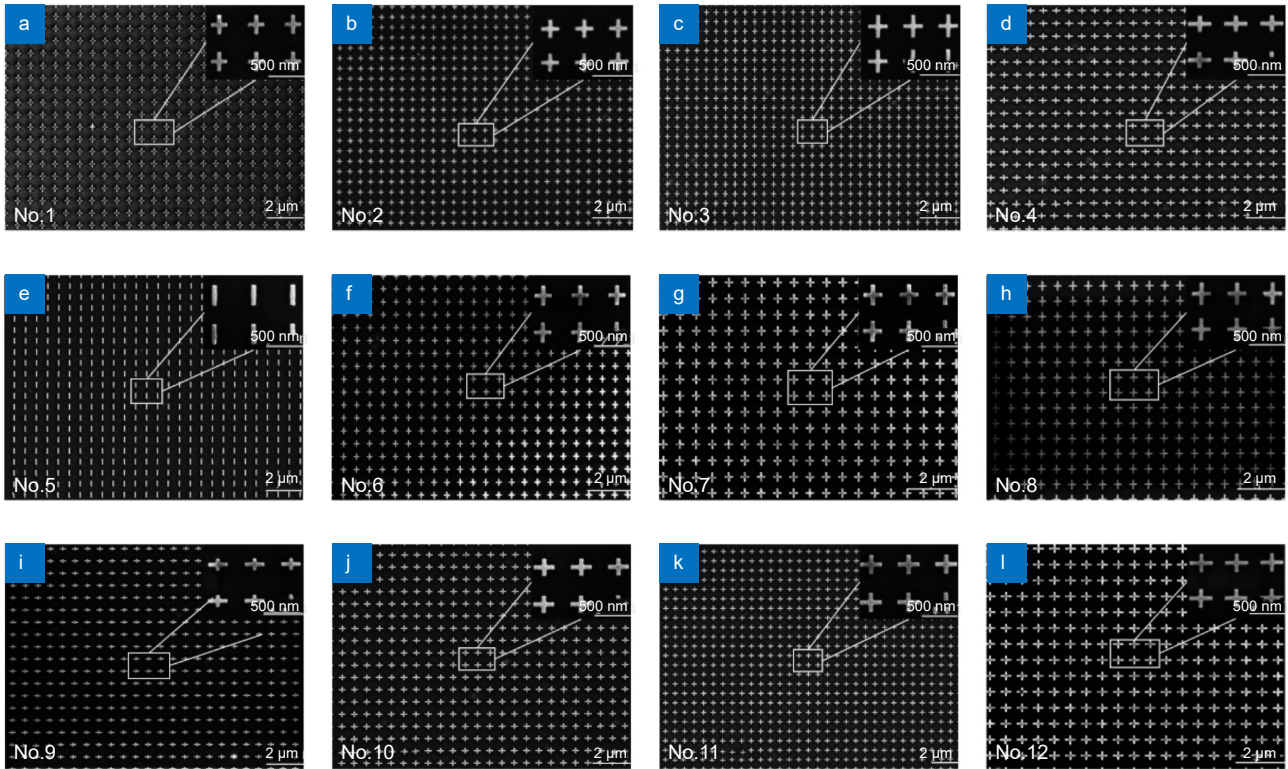 a
500 nm
No.1
2 μm
b
500 nm
No.2
2 μm
c
500 nm
No.3
2 μm
d
500 nm
No.4
2 μm
e
500 nm
No.5
2 μm
f
500 nm
No.6
2 μm
g
500 nm
No.7
2 μm
h
500 nm
No.8
2 μm
i
500 nm
No.9
2 μm
j
500 nm
No.10
2 μm
k
500 nm
No.11
2 μm
l
500 nm
No.12
2 μm